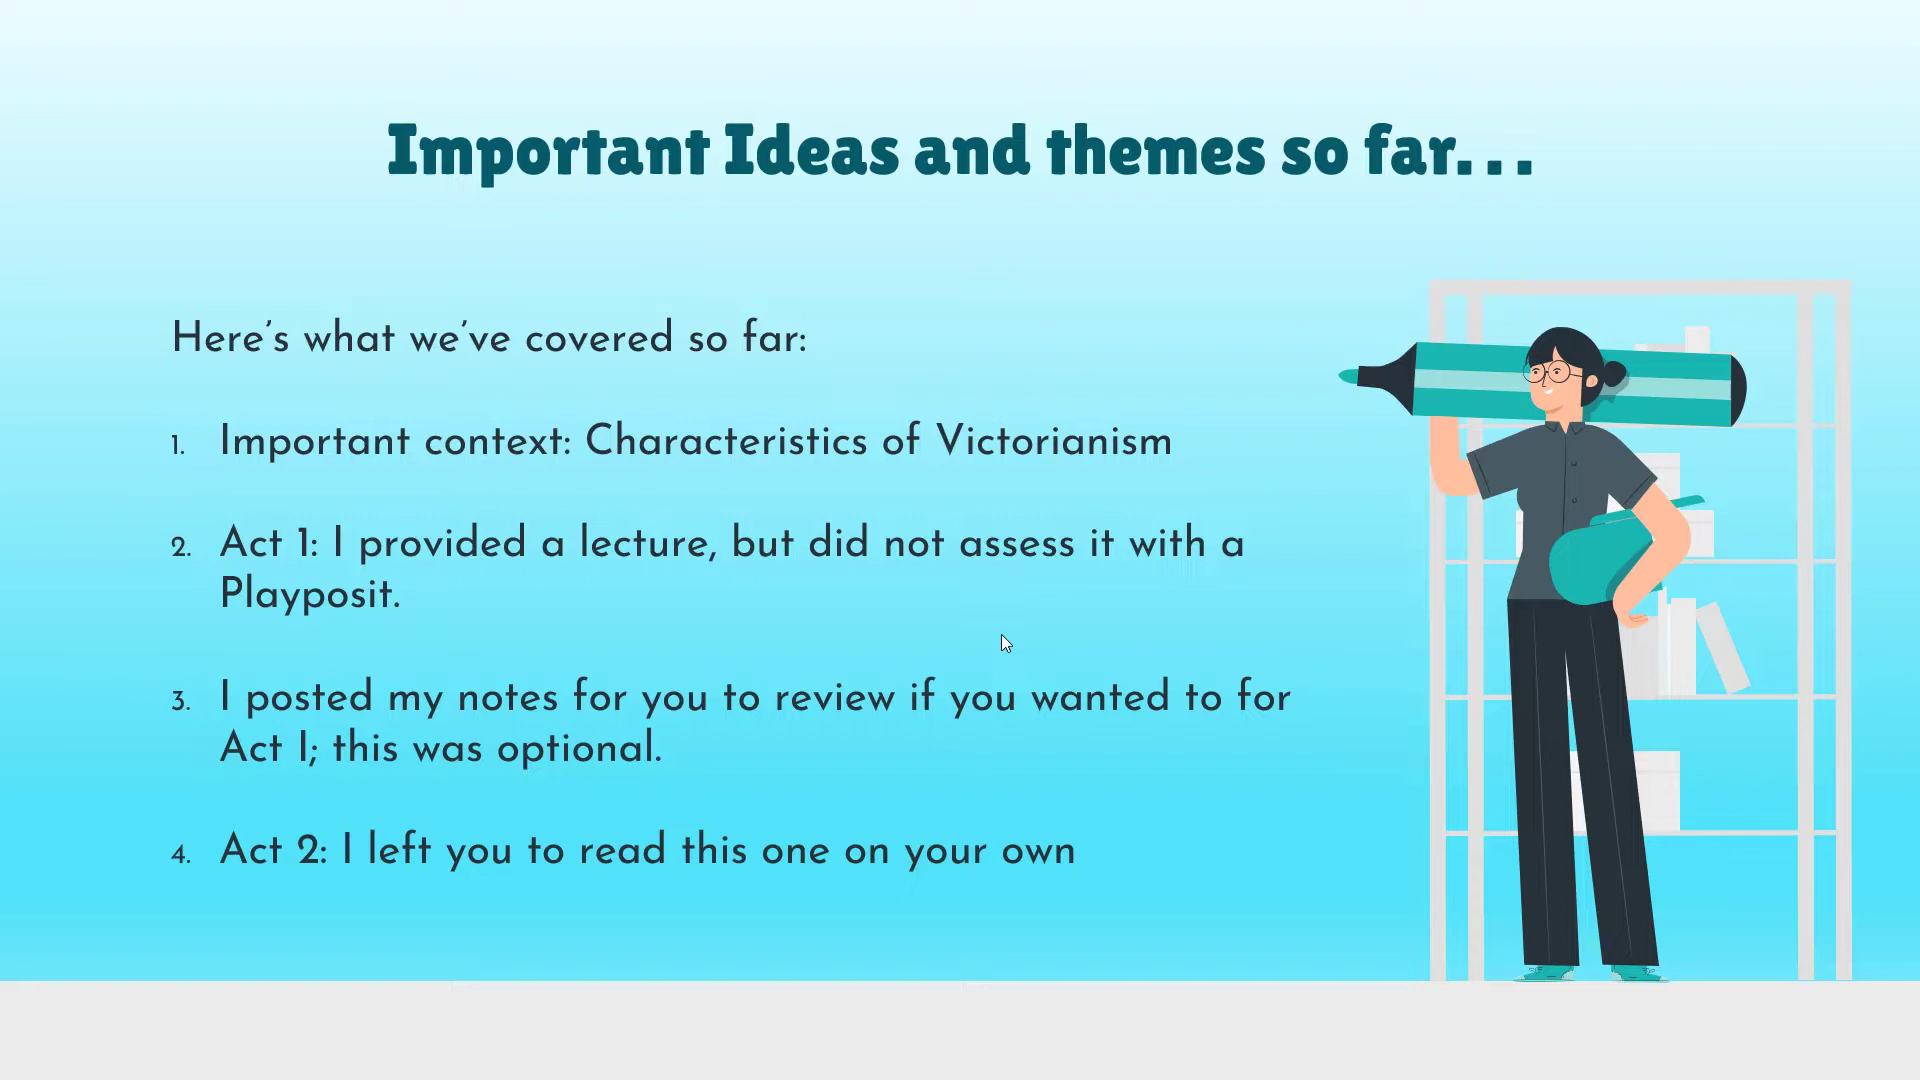 Important Ideas and themes so far...
Here’s what we’ve covered so far:
1. Important context: Characteristics of Victorianism
2. Act 1: I provided a lecture, but did not assess it with a
Playposit.
3. I posted my notes for you to review if you wanted to for
Act I; this was optional.
4. Act 2: I left you to read this one on your own